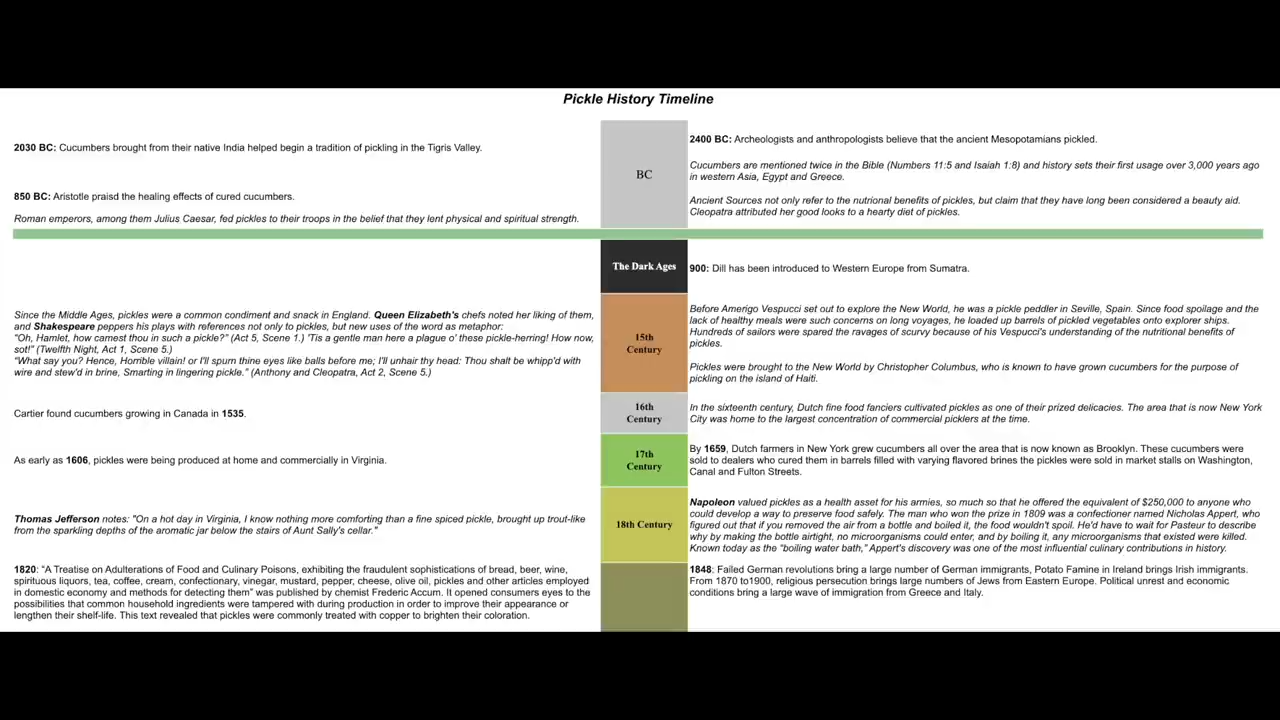 Pickle History Timeline
2030 BC: Cucumbers brought from their native India helped begin a tradition of pickling in the Tigris Valley.
850 BC: Aristotle praisd the healing effects of cured cucumbers.
Roman emperors, among them Julius Caesar, fed pickles to their troops in the belief that they lent physical and spiritual strength.
BC
2400 BC: Archeologists and anthropologists believe that the ancient Mesopotamians pickled.
Cucumbers are mentioned twice in the Bible (Numbers 11:5 and Isaiah 1:8) and history sets their first usage over 3,000 years ago
in western Asia, Egypt and Greece.
Ancient Sources not only refer to the nutrional benefits of pickles, but claim that they have long been considered a beauty aid.
Cleopatra attributed her good looks to a hearty diet of pickles.
The Dark Ages
900: Dill has been introduced to Western Europe from Sumatra.
Since the Middle Ages, pickles were a common condiment and snack in England. Queen Elizabeth's chefs noted her liking of them,
and Shakespeare peppers his plays with references not only to pickles, but new uses of the word as metaphor:
“Oh, Hamlet, how camest thou in such a pickle?” (Act 5, Scene 1.) 'Tis a gentle man here a plague o' these pickle-herring! How now,
sot!” (Twelfth Night, Act 1, Scene 5.)
“What say you? Hence, Horrible villain! or I'll spurn thine eyes like balls before me; I'll unhair thy head: Thou shalt be whipp'd with
wire and stew'd in brine, Smarting in lingering pickle.” (Anthony and Cleopatra, Act 2, Scene 5.)
15th
Century
Before Amerigo Vespucci set out to explore the New World, he was a pickle peddler in Seville, Spain. Since food spoilage and the
lack of healthy meals were such concerns on long voyages, he loaded up barrels of pickled vegetables onto explorer ships.
Hundreds of sailors were spared the ravages of scurvy because of his Vespucci's understanding of the nutritional benefits of
pickles.
Pickles were brought to the New World by Christopher Columbus, who is known to have grown cucumbers for the purpose of
pickling on the island of Haiti.
Cartier found cucumbers growing in Canada in 1535.
16th
Century
In the sixteenth century, Dutch fine food fanciers cultivated pickles as one of their prized delicacies. The area that is now New York
City was home to the largest concentration of commercial picklers at the time.
As early as 1606, pickles were being produced at home and commercially in Virginia.
17th
Century
By 1659, Dutch farmers in New York grew cucumbers all over the area that is now known as Brooklyn. These cucumbers were
sold to dealers who cured them in barrels filled with varying flavored brines the pickles were sold in market stalls on Washington,
Canal and Fulton Streets.
Thomas Jefferson notes: "On a hot day in Virginia, I know nothing more comforting than a fine spiced pickle, brought up trout-like
from the sparkling depths of the aromatic jar below the stairs of Aunt Sally's cellar."
18th Century
Napoleon valued pickles as a health asset for his armies, so much so that he offered the equivalent of $250,000 to anyone who
could develop a way to preserve food safely. The man who won the prize in 1809 was a confectioner named Nicholas Appert, who
figured out that if you removed the air from a bottle and boiled it, the food wouldn't spoil. He'd have to wait for Pasteur to describe
why by making the bottle airtight, no microorganisms could enter, and by boiling it, any microorganisms that existed were killed.
Known today as the “boiling water bath,” Appert's discovery was one of the most influential culinary contributions in history.
1820: “A Treatise on Adulterations of Food and Culinary Poisons, exhibiting the fraudulent sophistications of bread, beer, wine,
spirituous liquors, tea, coffee, cream, confectionary, vinegar, mustard, pepper, cheese, olive oil, pickles and other articles employed
in domestic economy and methods for detecting them” was published by chemist Frederic Accum. It opened consumers eyes to the
possibilities that common household ingredients were tampered with during production in order to improve their appearance or
lengthen their shelf-life. This text revealed that pickles were commonly treated with copper to brighten their coloration.
1848: Failed German revolutions bring a large number of German immigrants, Potato Famine in Ireland brings Irish immigrants.
From 1870 to1900, religious persecution brings large numbers of Jews from Eastern Europe. Political unrest and economic
conditions bring a large wave of immigration from Greece and Italy.